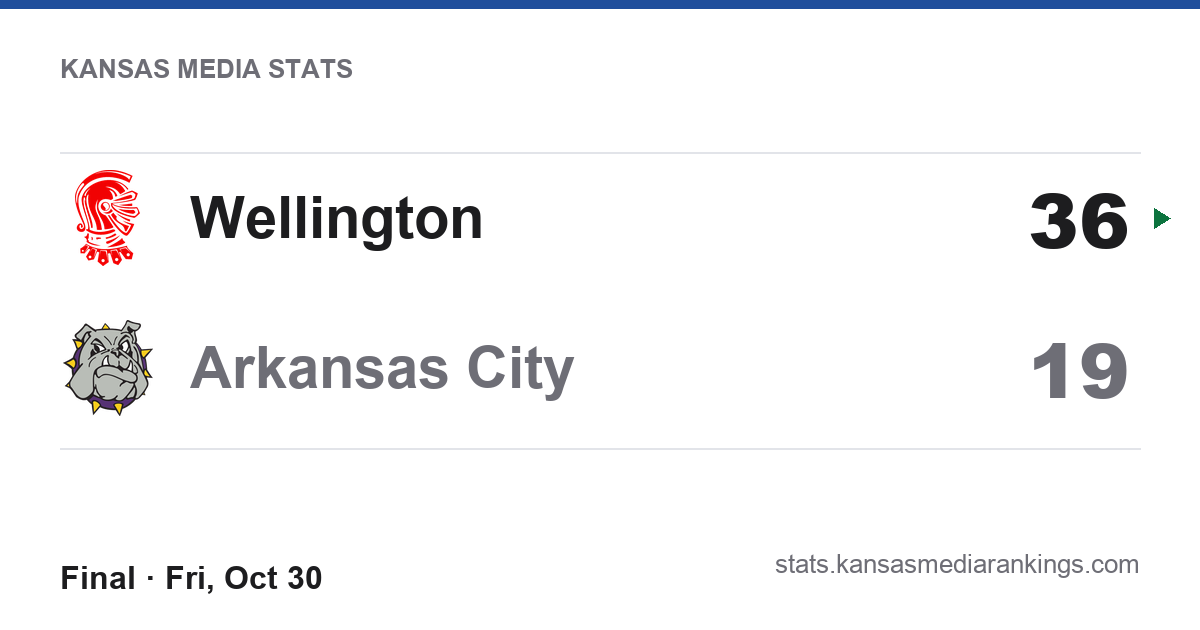 KANSAS MEDIA STATS
Wellington 36
Arkansas City 19
Final · Fri, Oct 30
stats.kansasmediarankings.com